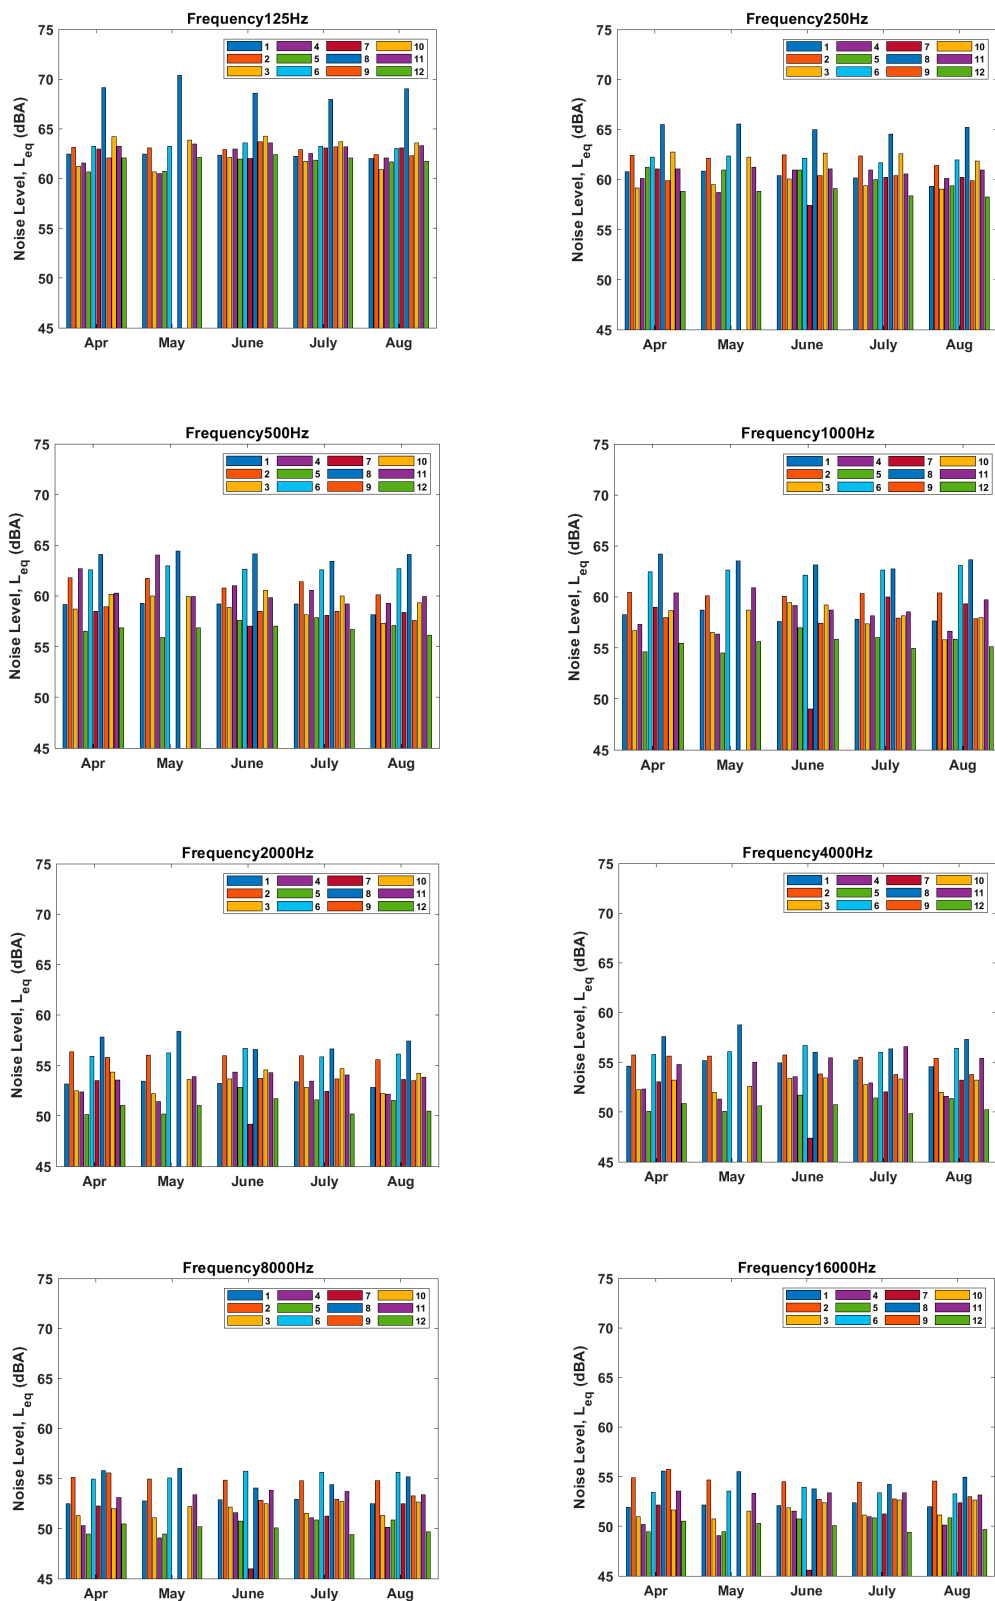 Frequency125Hz
75
70
65
60
55
50
45
Noise Level, Leq (dBA)
1 4 7 10
2 5 8 11
3 6 9 12
Apr May June July Aug
Frequency250Hz
75
70
65
60
55
50
45
Noise Level, Leq (dBA)
1 4 7 10
2 5 8 11
3 6 9 12
Apr May June July Aug
Frequency500Hz
75
70
65
60
55
50
45
Noise Level, Leq (dBA)
1 4 7 10
2 5 8 11
3 6 9 12
Apr May June July Aug
Frequency1000Hz
75
70
65
60
55
50
45
Noise Level, Leq (dBA)
1 4 7 10
2 5 8 11
3 6 9 12
Apr May June July Aug
Frequency2000Hz
75
70
65
60
55
50
45
Noise Level, Leq (dBA)
1 4 7 10
2 5 8 11
3 6 9 12
Apr May June July Aug
Frequency4000Hz
75
70
65
60
55
50
45
Noise Level, Leq (dBA)
1 4 7 10
2 5 8 11
3 6 9 12
Apr May June July Aug
Frequency8000Hz
75
70
65
60
55
50
45
Noise Level, Leq (dBA)
1 4 7 10
2 5 8 11
3 6 9 12
Apr May June July Aug
Frequency16000Hz
75
70
65
60
55
50
45
Noise Level, Leq (dBA)
1 4 7 10
2 5 8 11
3 6 9 12
Apr May June July Aug